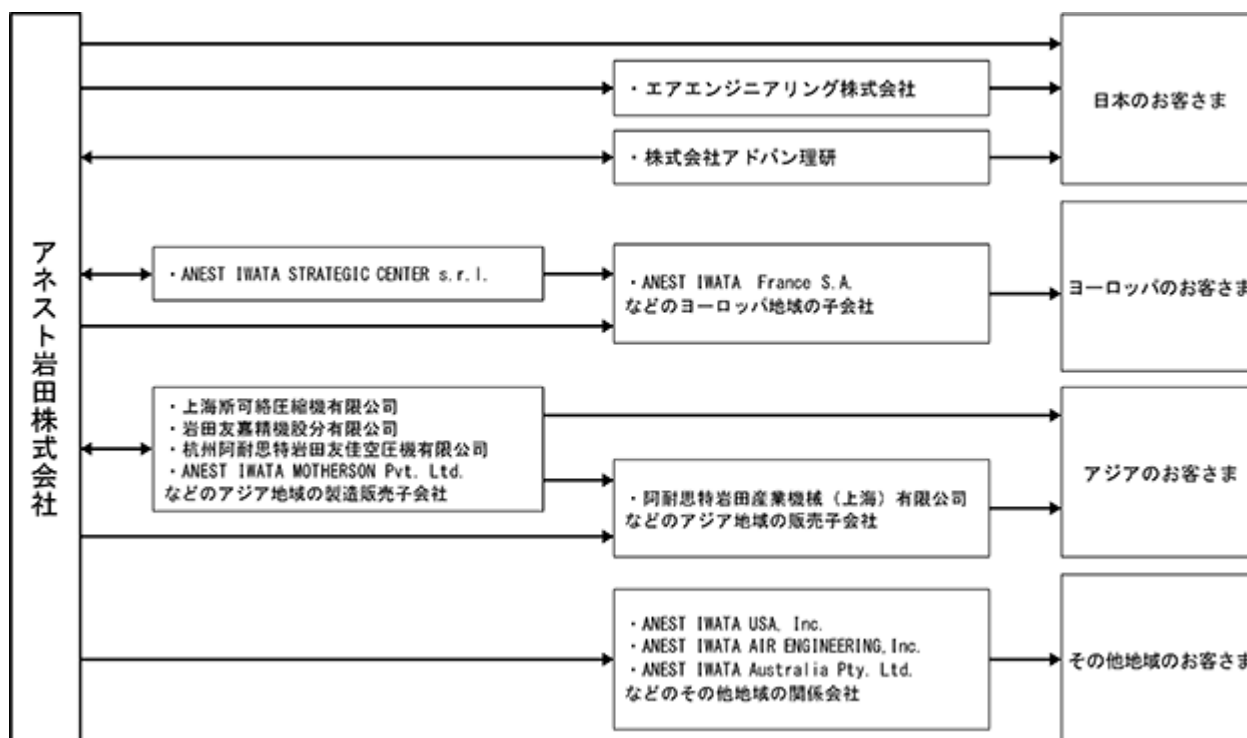 アネスト岩田株式会社
・エアエンジニアリング株式会社
・株式会社アドバン理研
日本のお客さま
・ANEST IWATA STRATEGIC CENTER s.r.l.
・ANEST IWATA France S.A.
などのヨーロッパ地域の子会社
ヨーロッパのお客さま
・上海斯可絡圧縮機有限公司
・岩田友嘉精機股分有限公司
・杭州阿耐思特岩田友佳空圧機有限公司
・ANEST IWATA MOTHERSON Pvt. Ltd.
などのアジア地域の製造販売子会社
・阿耐思特岩田産業機械（上海）有限公司
などのアジア地域の販売子会社
アジアのお客さま
・ANEST IWATA USA, Inc.
・ANEST IWATA AIR ENGINEERING,Inc.
・ANEST IWATA Australia Pty. Ltd.
などのその他地域の関係会社
その他地域のお客さま